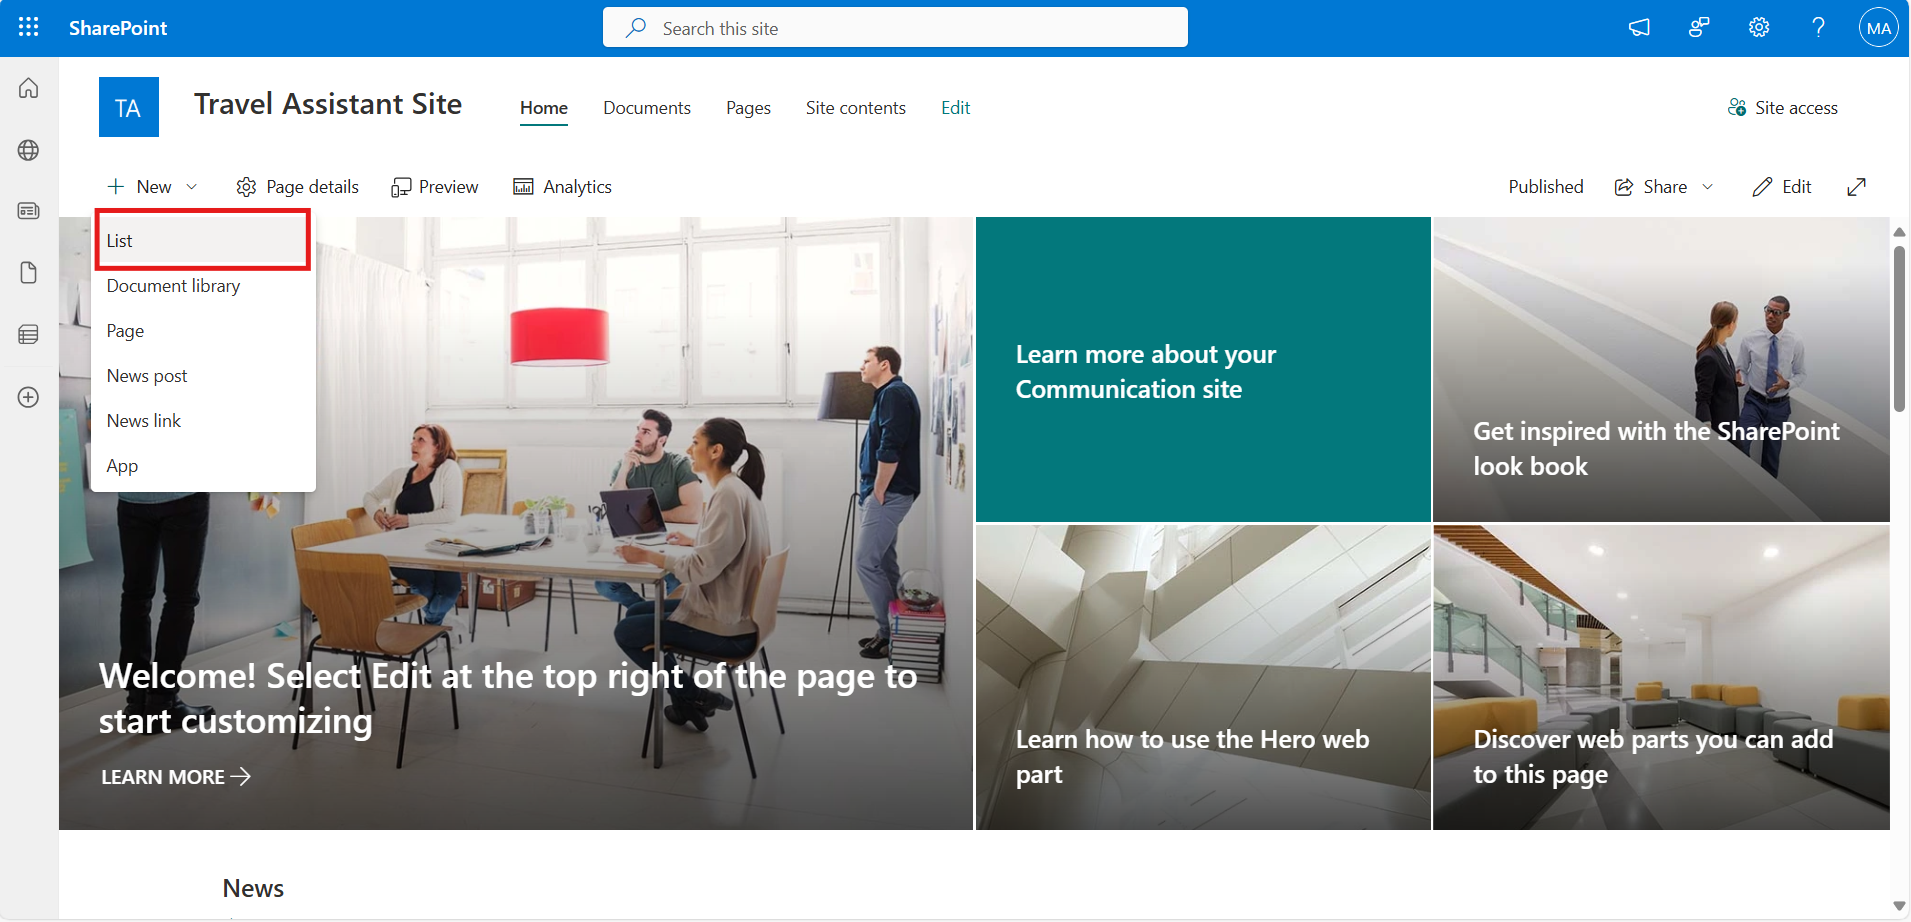 SharePoint
Search this site
MA
TA
Travel Assistant Site
Home
Documents
Pages
Site contents
Edit
Site access
New
Page details
Preview
Analytics
Published
Share
Edit
List
Document library
Page
News post
News link
App
Welcome! Select Edit at the top right of the page to
start customizing
LEARN MORE
Learn more about your
Communication site
Get inspired with the SharePoint
look book
Learn how to use the Hero web
part
Discover web parts you can add
to this page
News